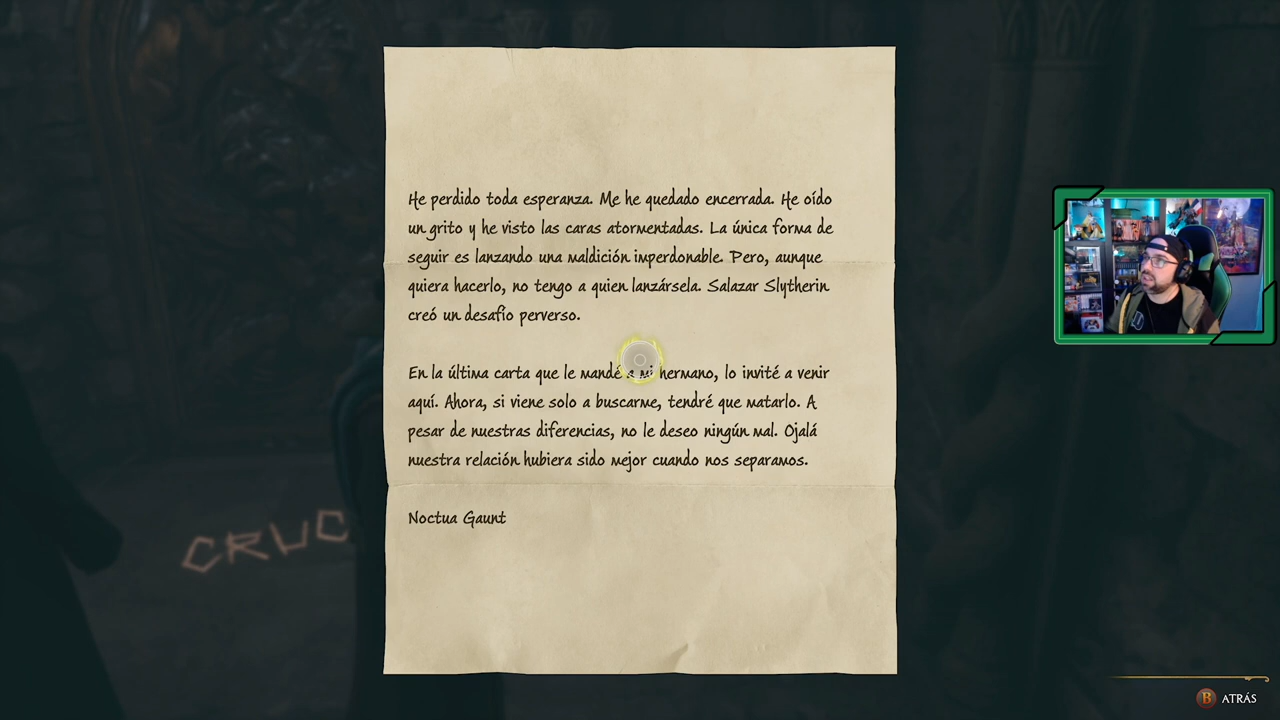 He perdido toda esperanza. Me he quedado encerrada. He oído
un grito y he visto las caras atormentadas. La única forma de
seguir es lanzando una maldición imperdonable. Pero, aunque
quiera hacerlo, no tengo a quien lanzársela. Salazar Slytherin
creó un desafío perverso.
En la última carta que le mandé a mi hermano, lo invité a venir
aquí. Ahora, si viene solo a buscarme, tendré que matarlo. A
pesar de nuestras diferencias, no le deseo ningún mal. Ojalá
nuestra relación hubiera sido mejor cuando nos separamos.
Noctua Gaunt
CRUC
B ATRÁS